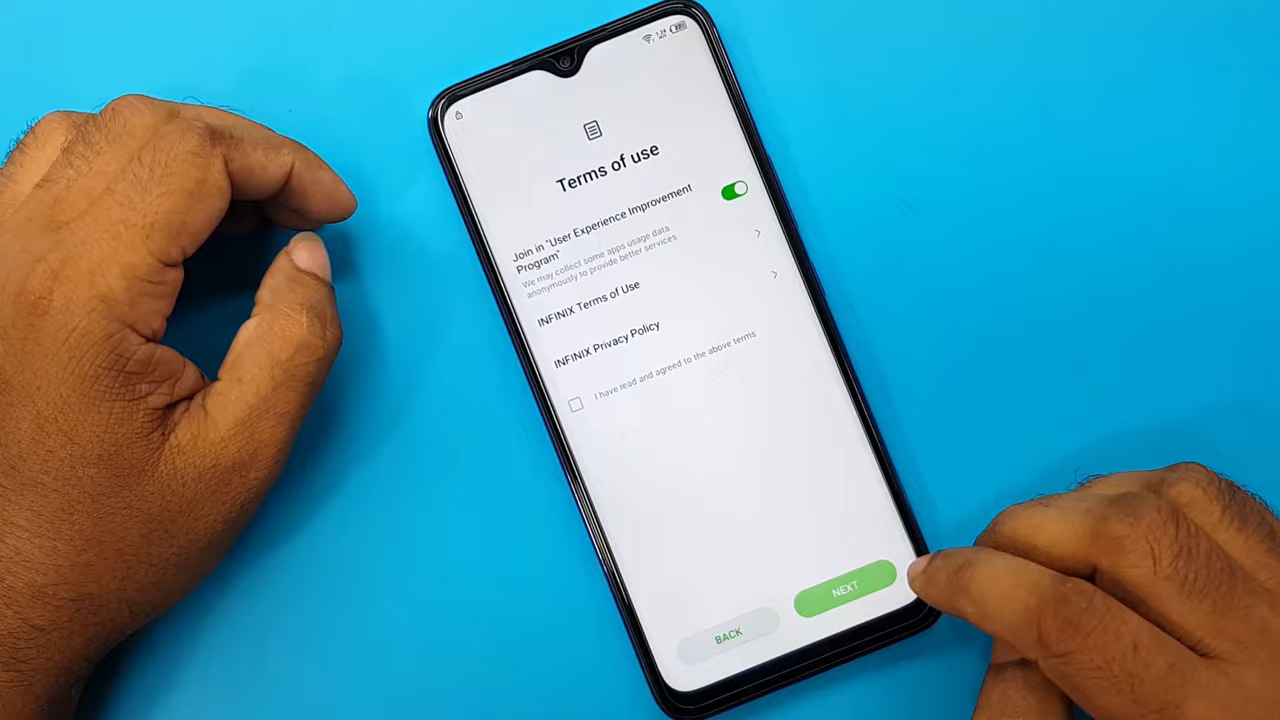 Terms of use
Join in "User Experience Improvement
Program"
We may collect some apps usage data
anonymously to provide better services
INFINIX Terms of Use
INFINIX Privacy Policy
I have read and agreed to the above terms
BACK
NEXT